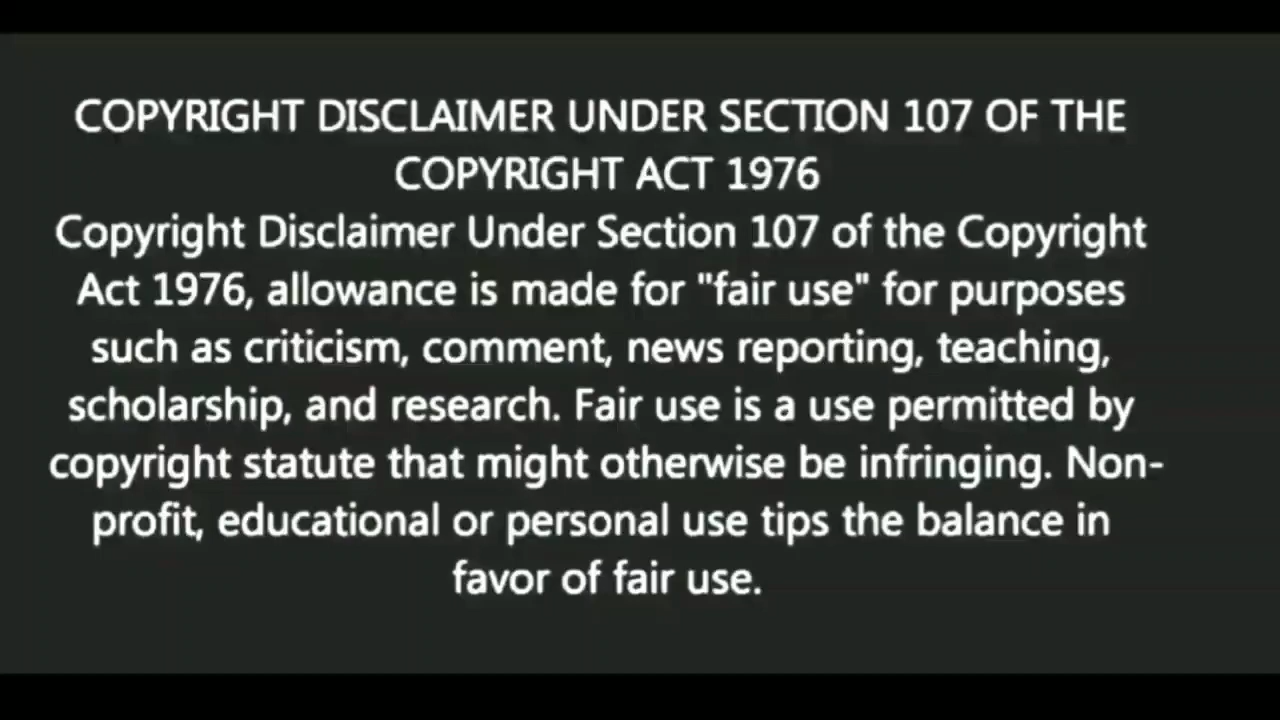 COPYRIGHT DISCLAIMER UNDER SECTION 107 OF THE
COPYRIGHT ACT 1976
Copyright Disclaimer Under Section 107 of the Copyright
Act 1976, allowance is made for "fair use" for purposes
such as criticism, comment, news reporting, teaching,
scholarship, and research. Fair use is a use permitted by
copyright statute that might otherwise be infringing. Non-
profit, educational or personal use tips the balance in
favor of fair use.